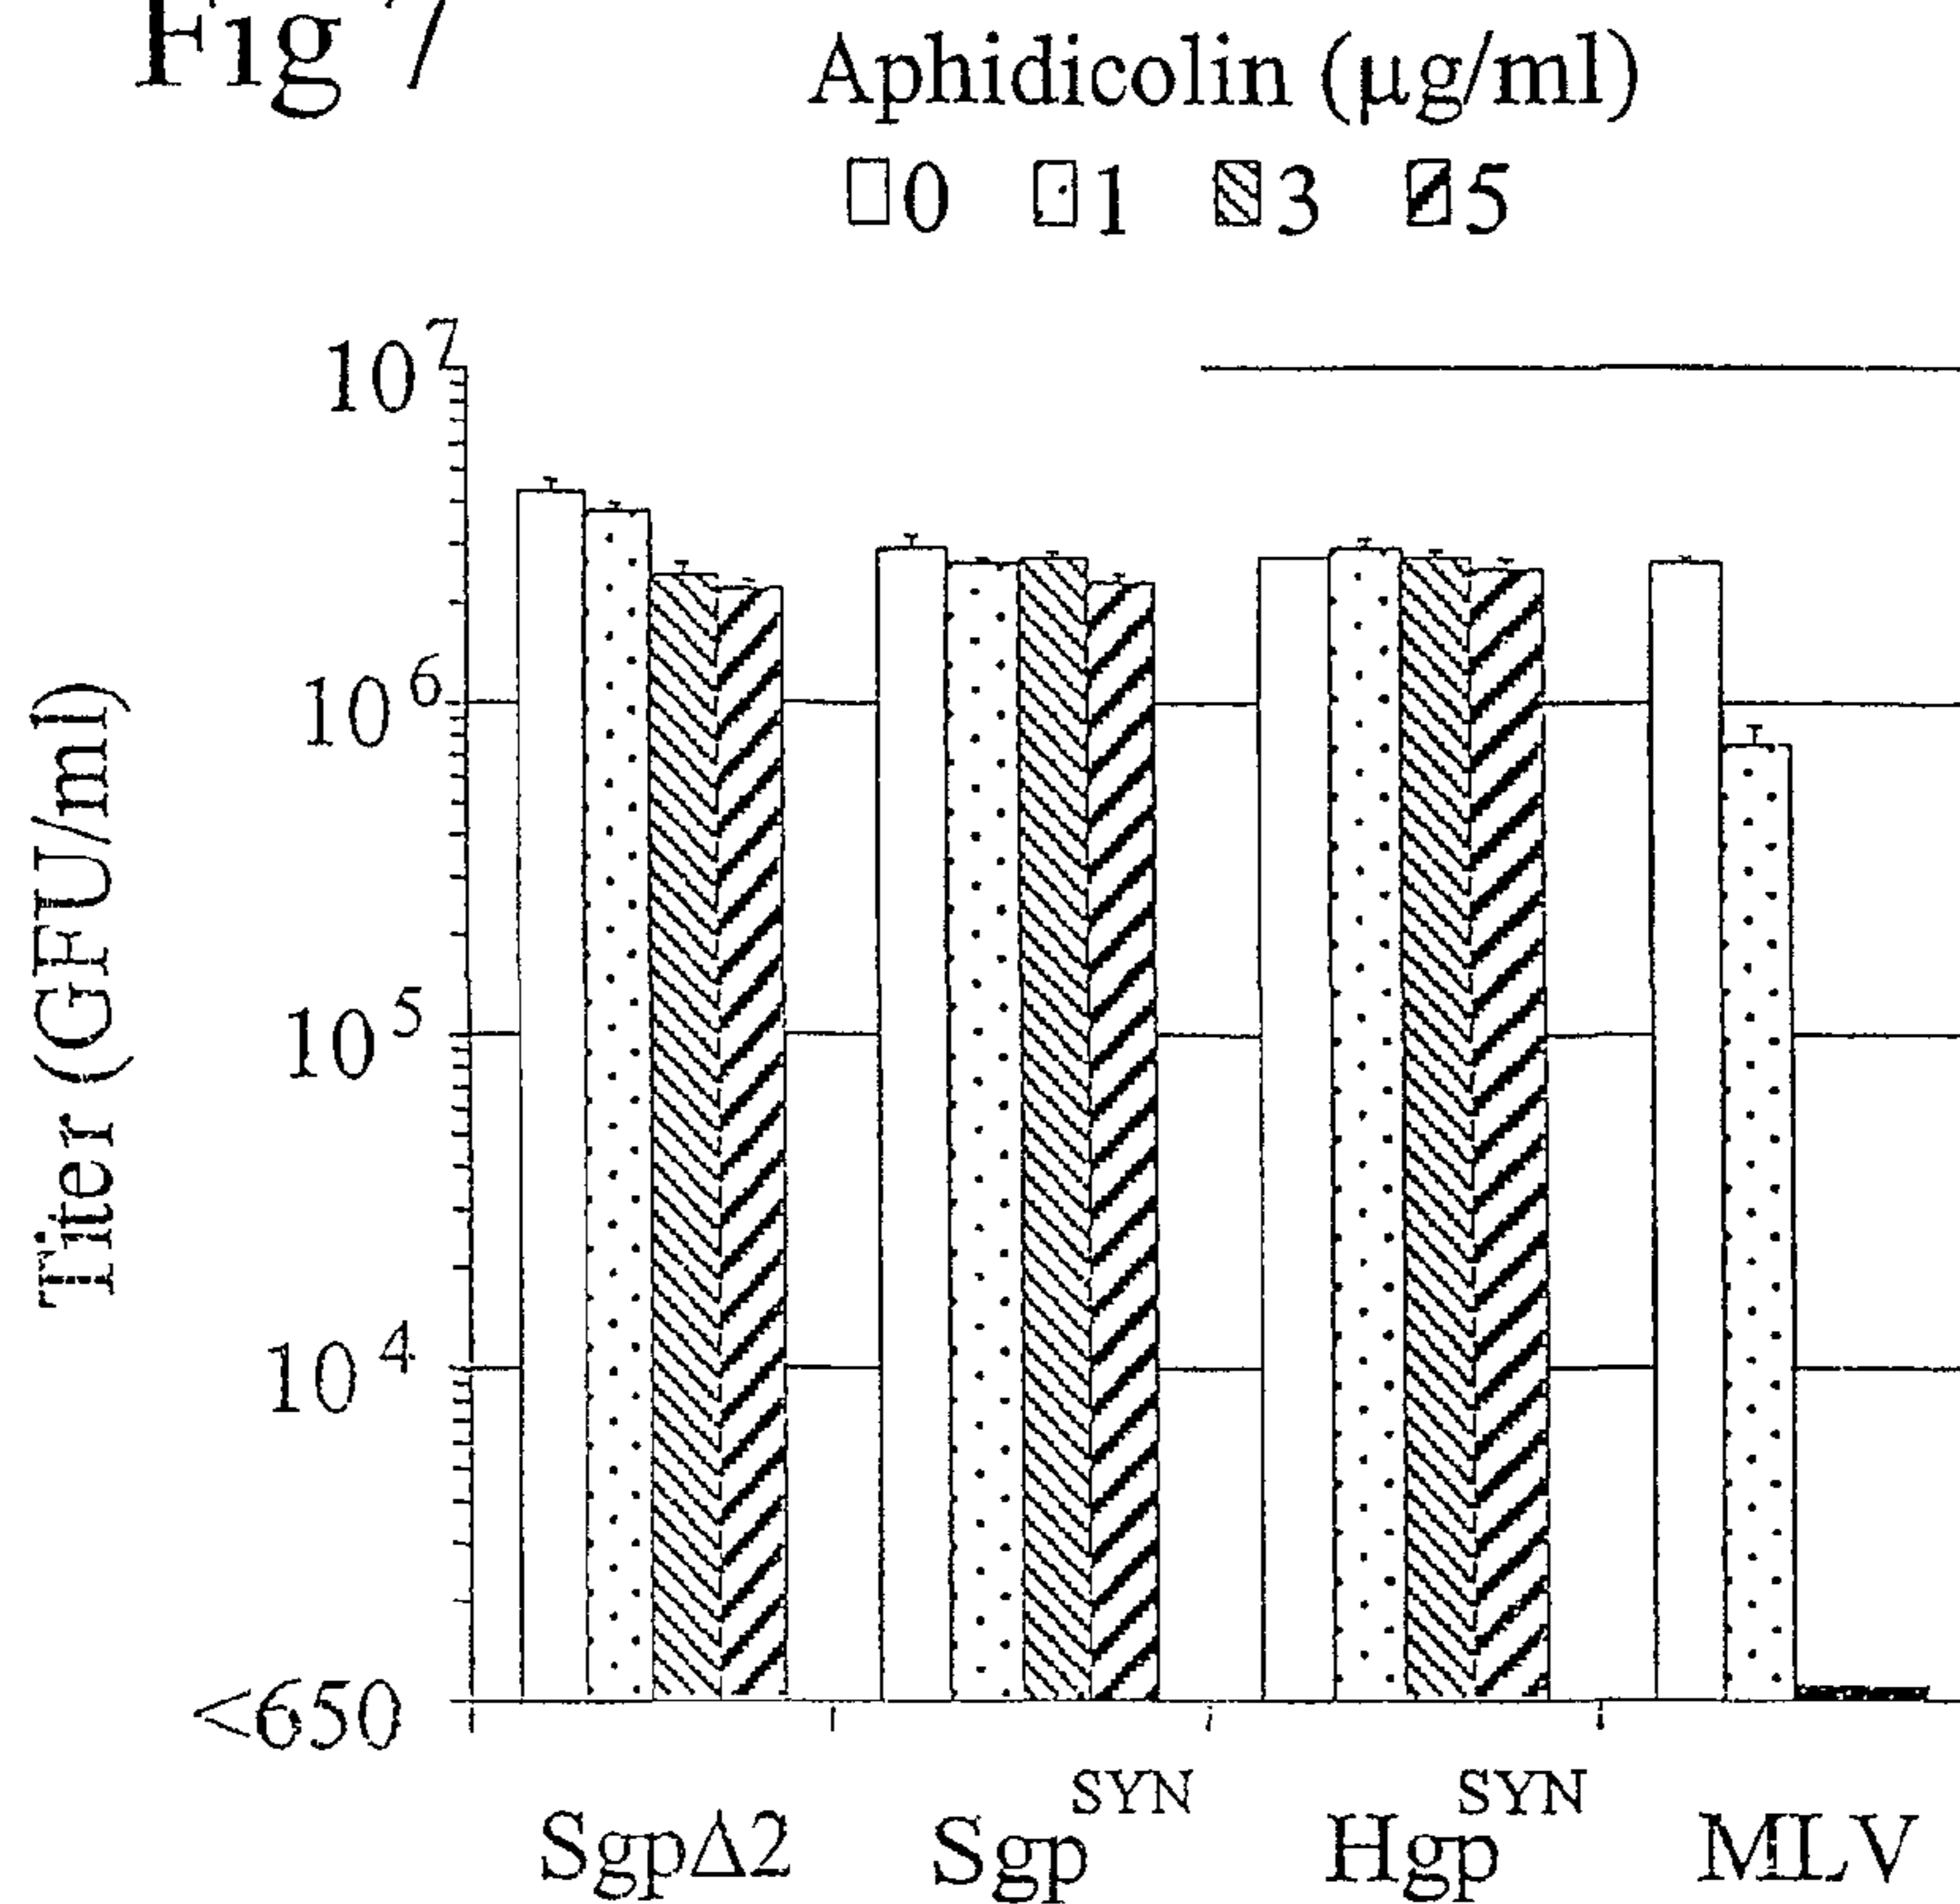 Fig 7
Aphidicolin (µg/ml)
0 1 3 5
10^7
10^6
10^5
10^4
<650
Titer (GFU/ml)
SgpΔ2 Sgp^SYN Hgp^SYN MLV